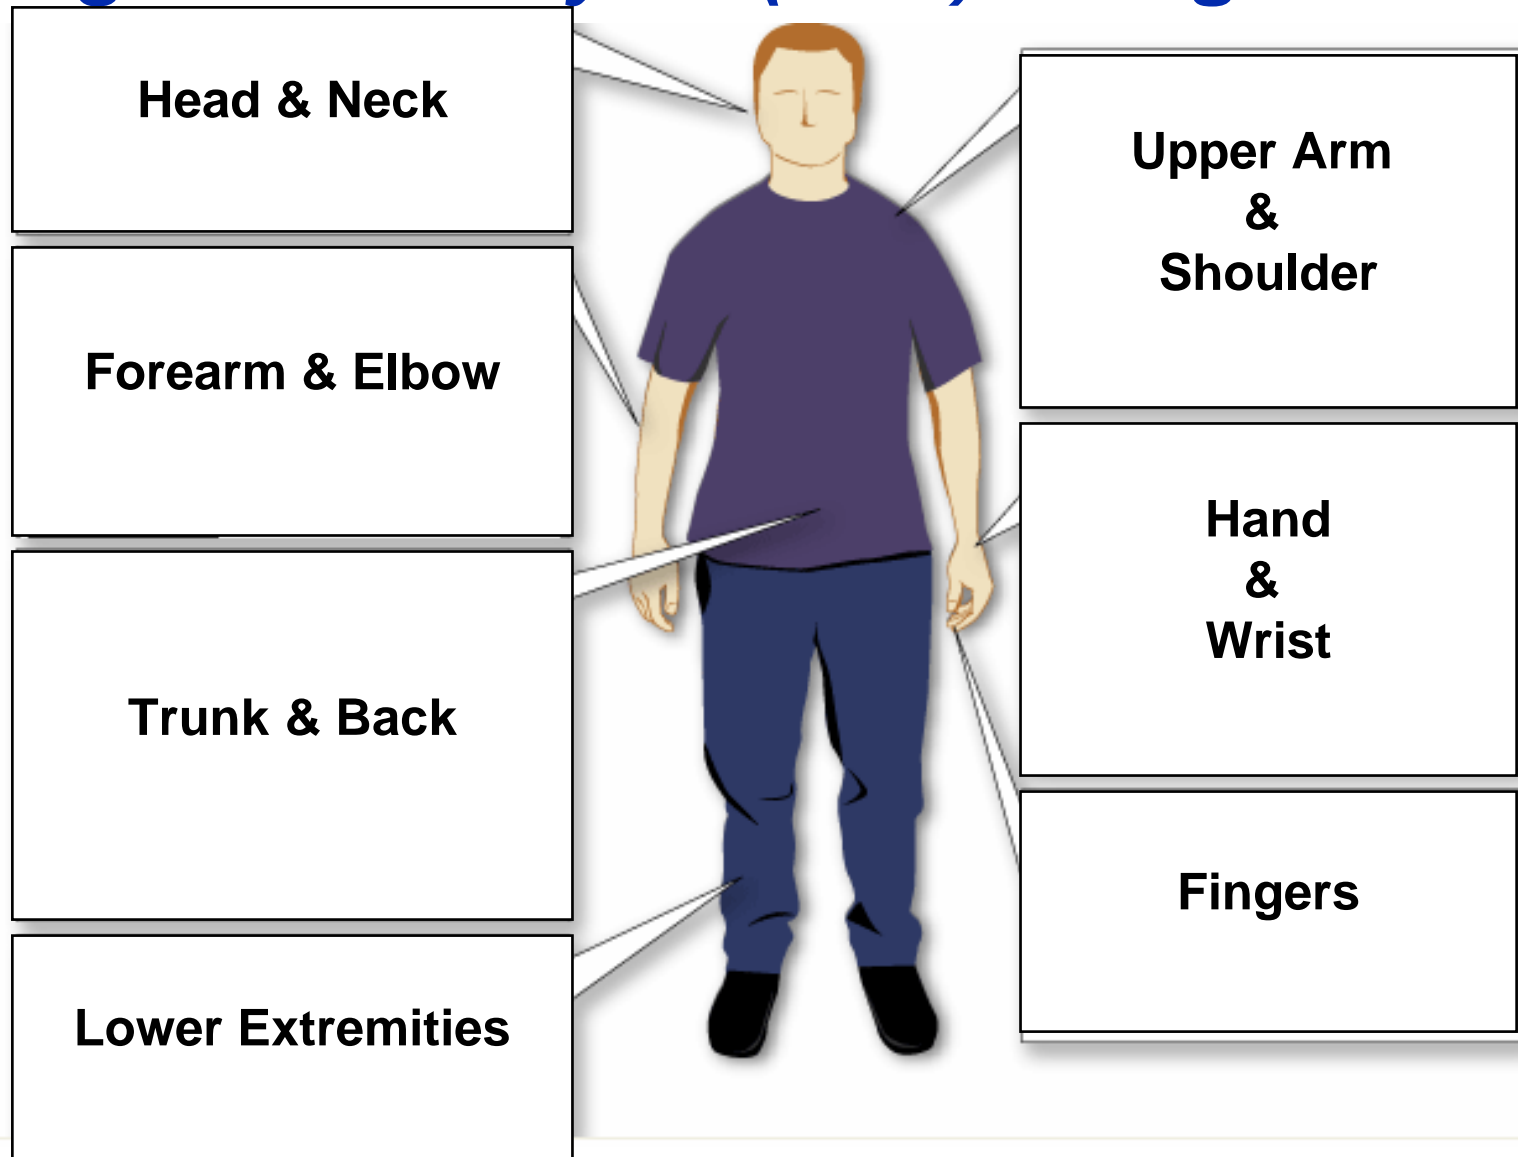 Head & Neck
Forearm & Elbow
Trunk & Back
Lower Extremities
Upper Arm
&
Shoulder
Hand
&
Wrist
Fingers